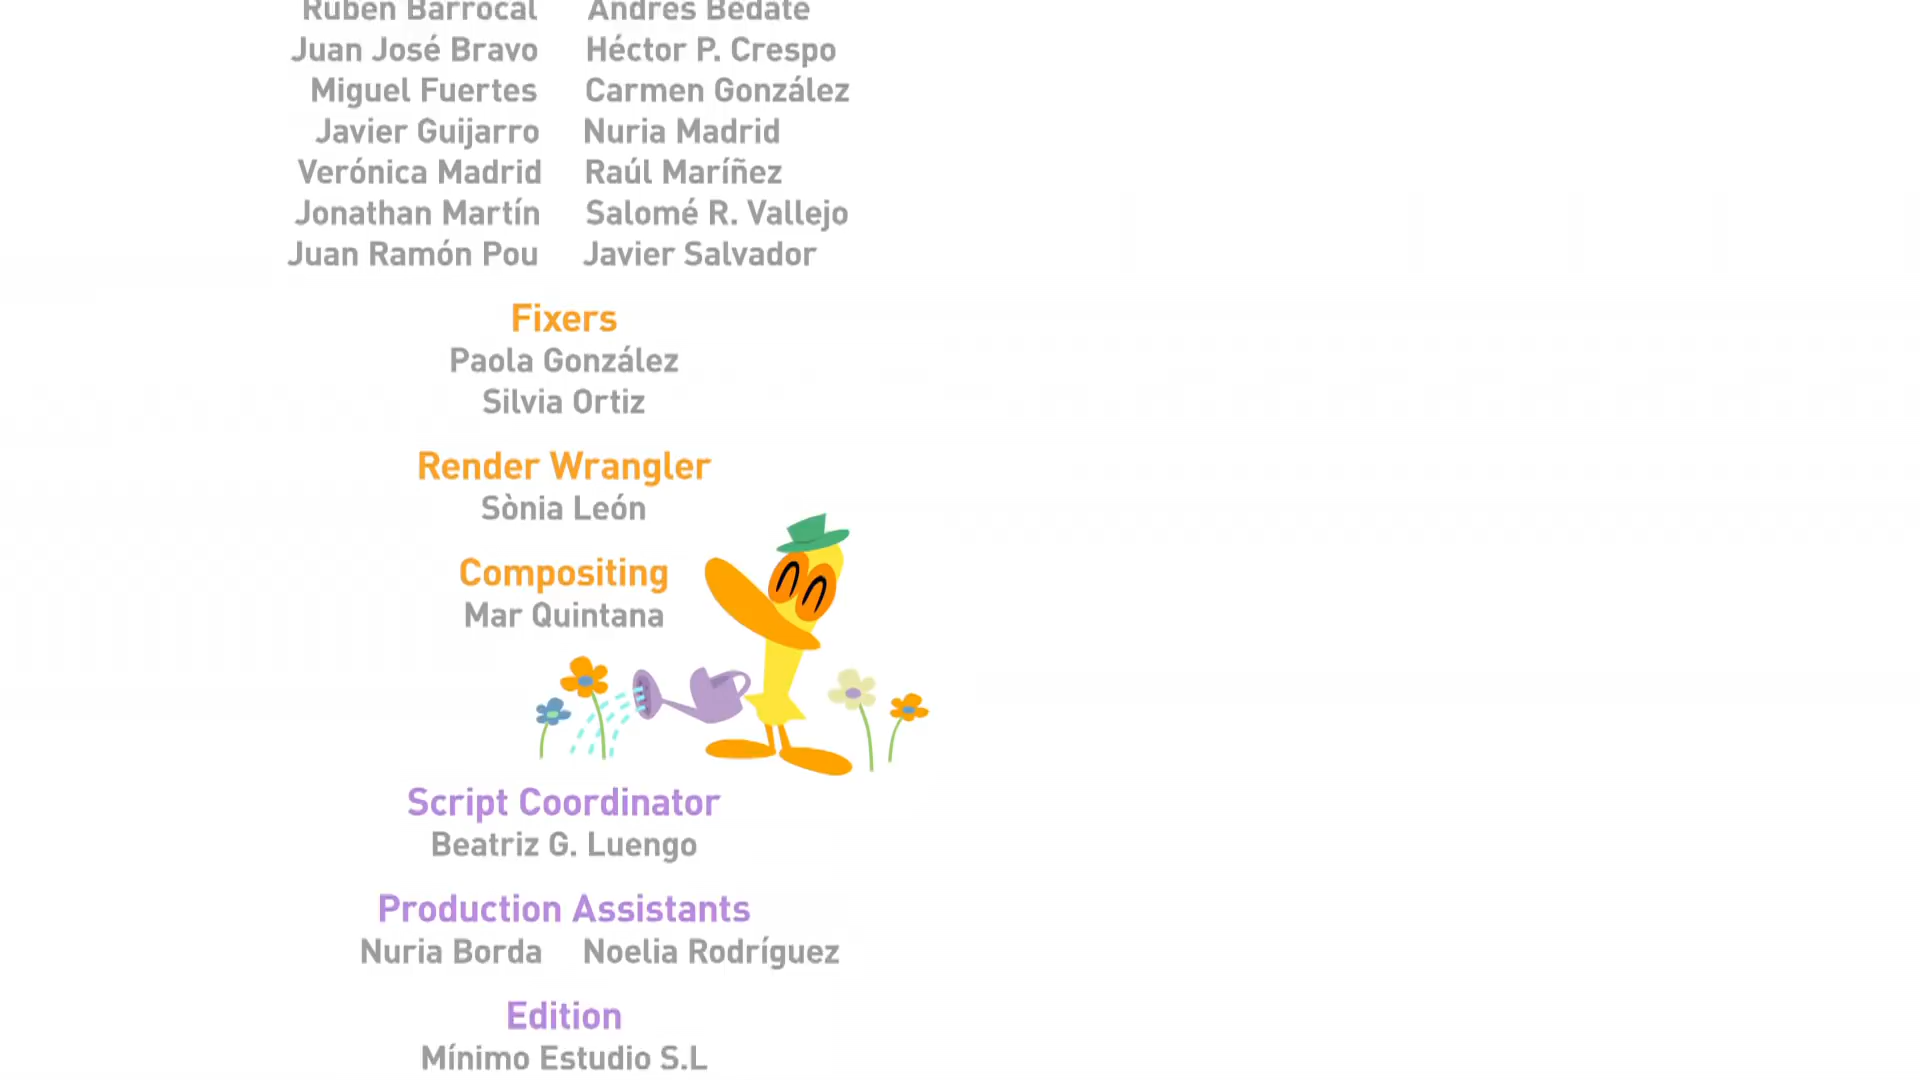 Rubén Barrocal Andrés Bedate
Juan José Bravo Héctor P. Crespo
Miguel Fuertes Carmen González
Javier Guijarro Nuria Madrid
Verónica Madrid Raúl Maríñez
Jonathan Martín Salomé R. Vallejo
Juan Ramón Pou Javier Salvador
Fixers
Paola González
Silvia Ortiz
Render Wrangler
Sònia León
Compositing
Mar Quintana
Script Coordinator
Beatriz G. Luengo
Production Assistants
Nuria Borda Noelia Rodríguez
Edition
Mínimo Estudio S.L